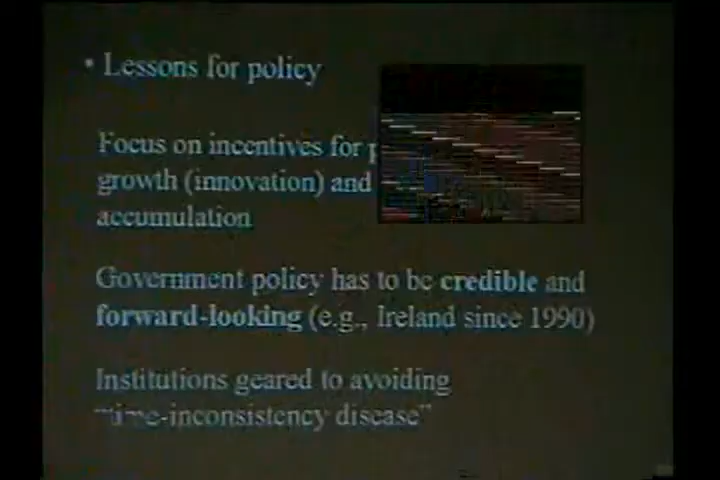 • Lessons for policy
Focus on incentives for
growth (innovation) and
accumulation
Government policy has to be credible and
forward-looking (e.g., Ireland since 1990)
Institutions geared to avoiding
"time-inconsistency disease"